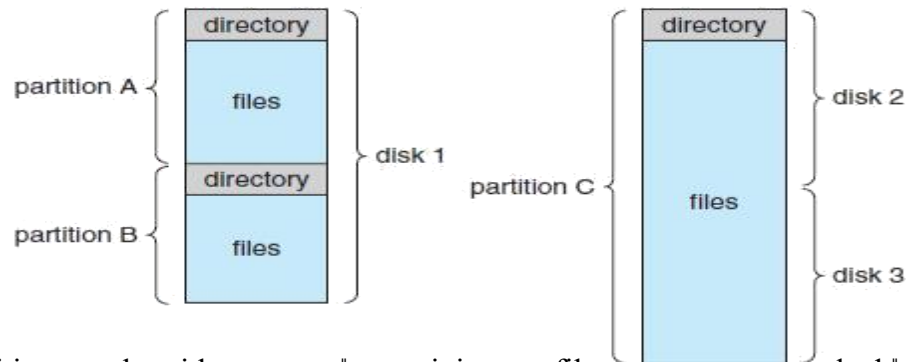 directory
partition A
files
disk 1
directory
partition B
files
directory
disk 2
partition C
files
disk 3